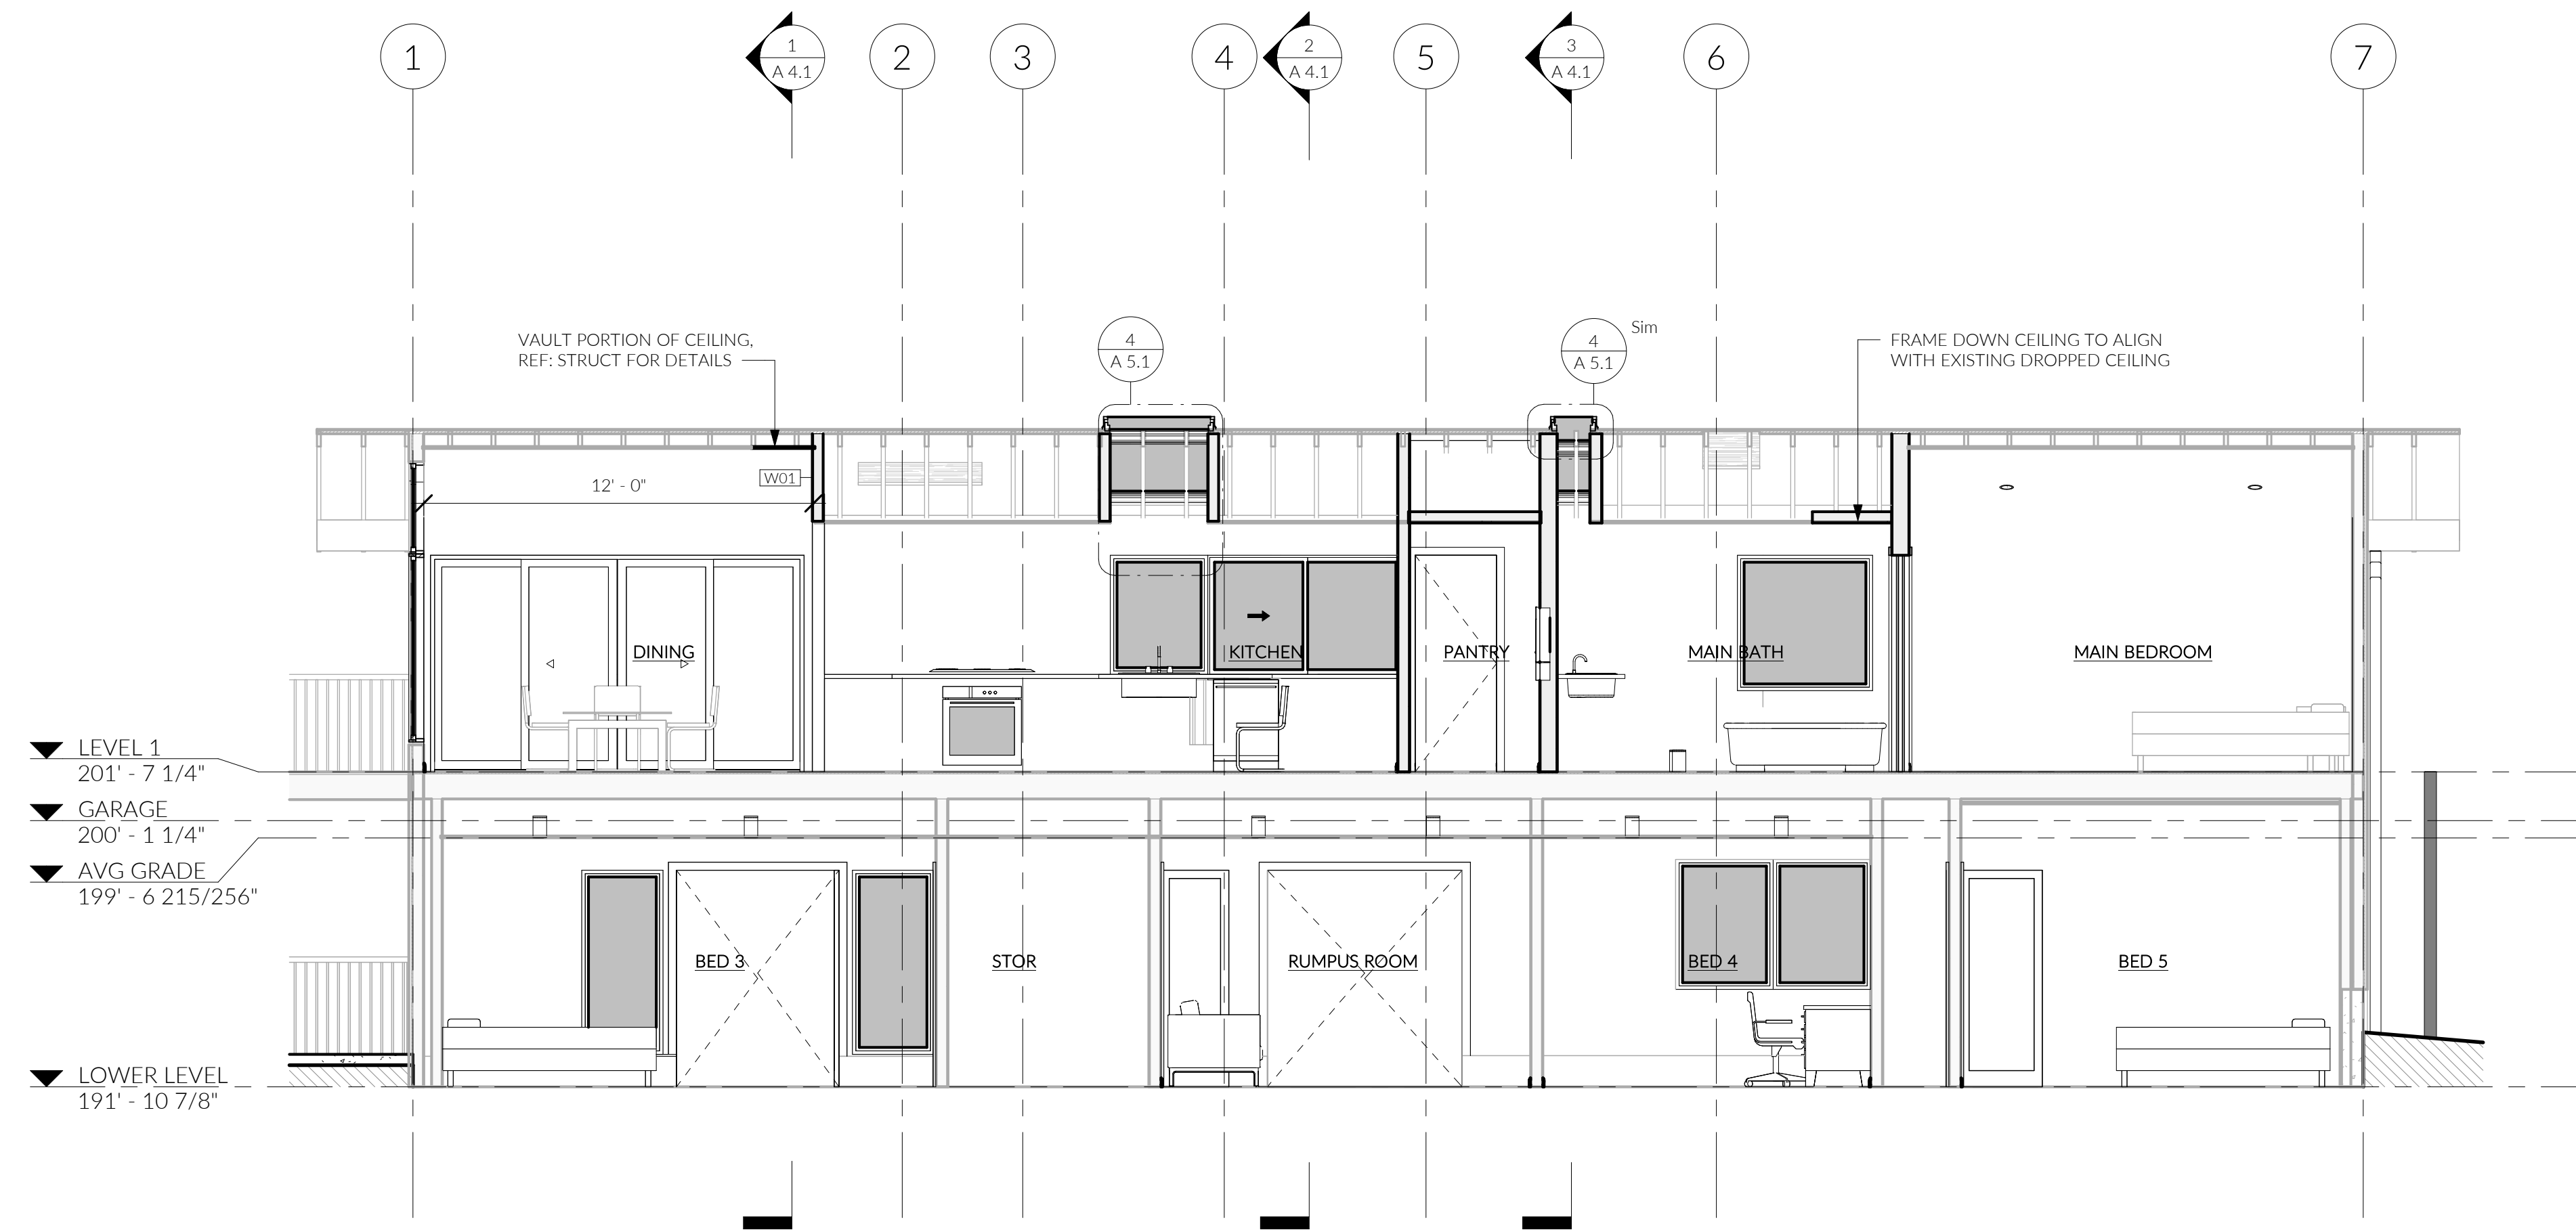 1
1
A 4.1
2
3
4
2
A 4.1
5
3
A 4.1
6
7
VAULT PORTION OF CEILING,
REF: STRUCT FOR DETAILS
4
A 5.1
4
A 5.1
Sim
FRAME DOWN CEILING TO ALIGN
WITH EXISTING DROPPED CEILING
12' - 0"
W01
DINING
KITCHEN
PANTRY
MAIN BATH
MAIN BEDROOM
LEVEL 1
201' - 7 1/4"
GARAGE
200' - 1 1/4"
AVG GRADE
199' - 6 215/256"
BED 3
STOR
RUMPUS ROOM
BED 4
BED 5
LOWER LEVEL
191' - 10 7/8"